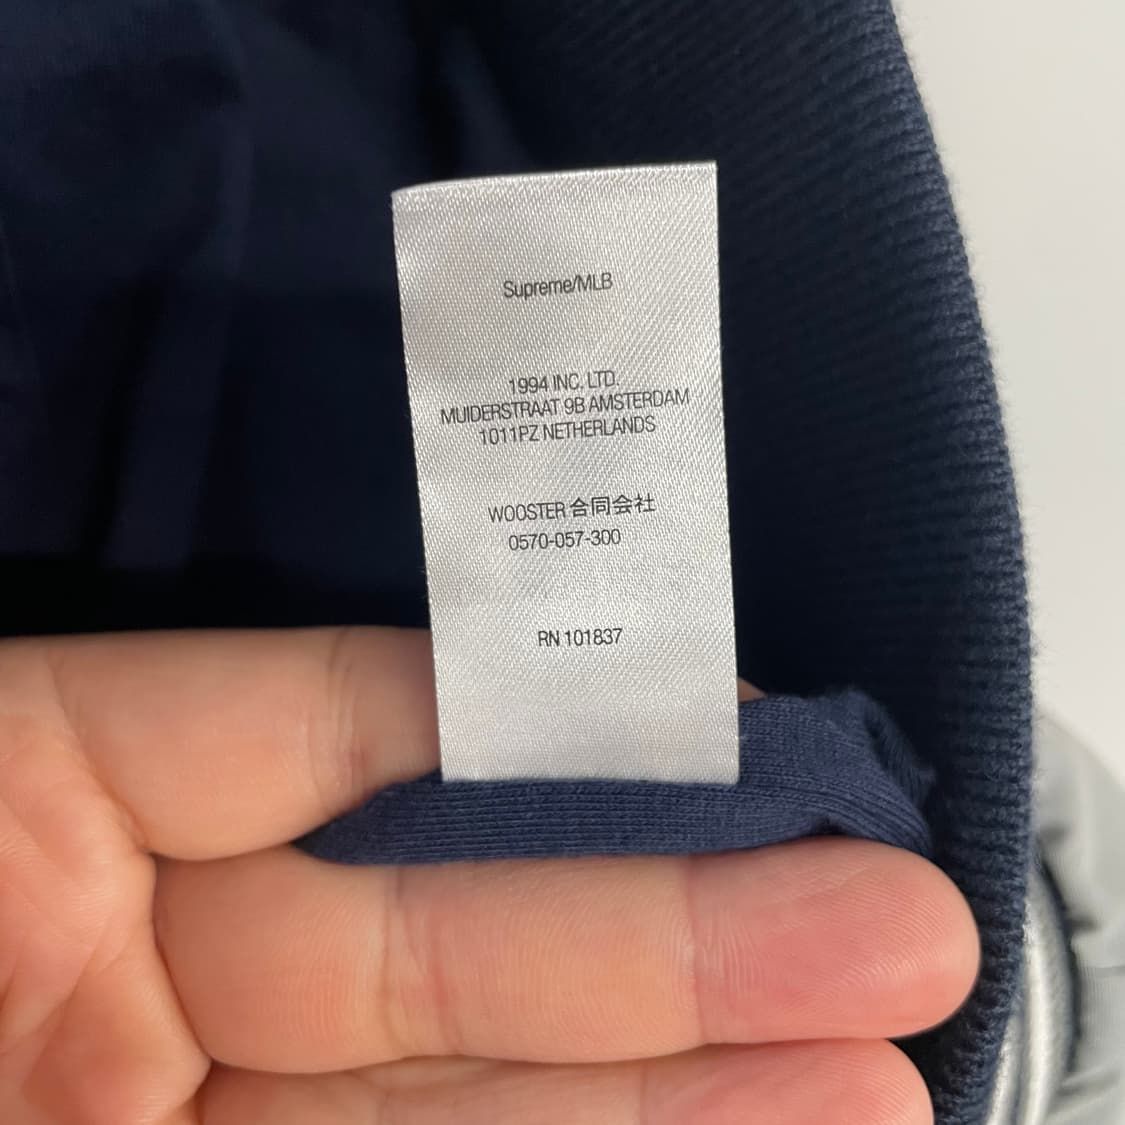 Supreme/MLB
1994 INC. LTD.
MUIDERSTRAAT 9B AMSTERDAM
1011PZ NETHERLANDS
WOOSTER 合同会社
0570-057-300
RN 101837